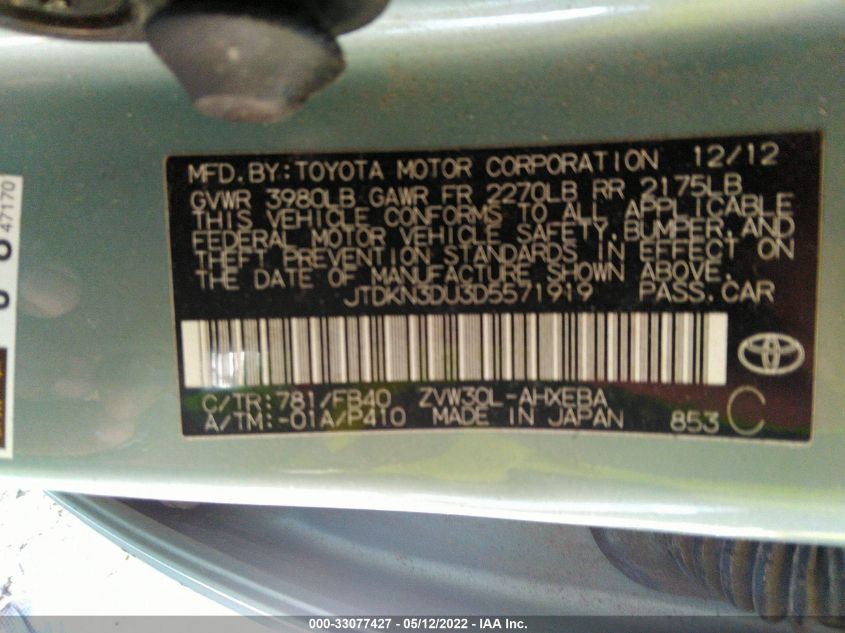 MFD.BY:TOYOTA MOTOR CORPORATION 12/12
GVWR 3980LB GAWR FR 2270LB RR 2175LB
THIS VEHICLE CONFORMS TO ALL APPLICABLE
FEDERAL MOTOR VEHICLE SAFETY, BUMPER, AND
THEFT PREVENTION STANDARDS IN EFFECT ON
THE DATE OF MANUFACTURE SHOWN ABOVE.
JTDKN3DU3D5571919 PASS.CAR
C/TR:781/FB40 ZVW30L-AHXEBA
A/TM:-01A/P410 MADE IN JAPAN 853 C
47170
000-33077427 - 05/12/2022 - IAA Inc.